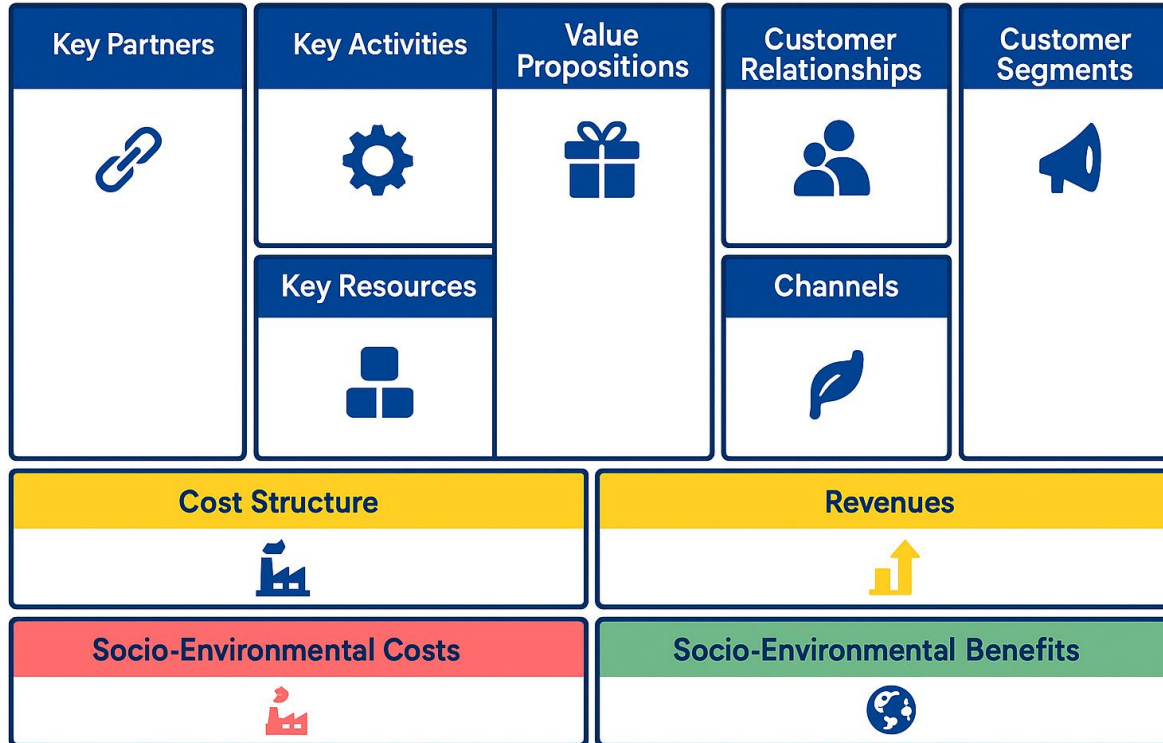 Key Partners
Key Activities
Value
Propositions
Customer
Relationships
Customer
Segments
Key Resources
Channels
Cost Structure
Revenues
Socio-Environmental Costs
Socio-Environmental Benefits